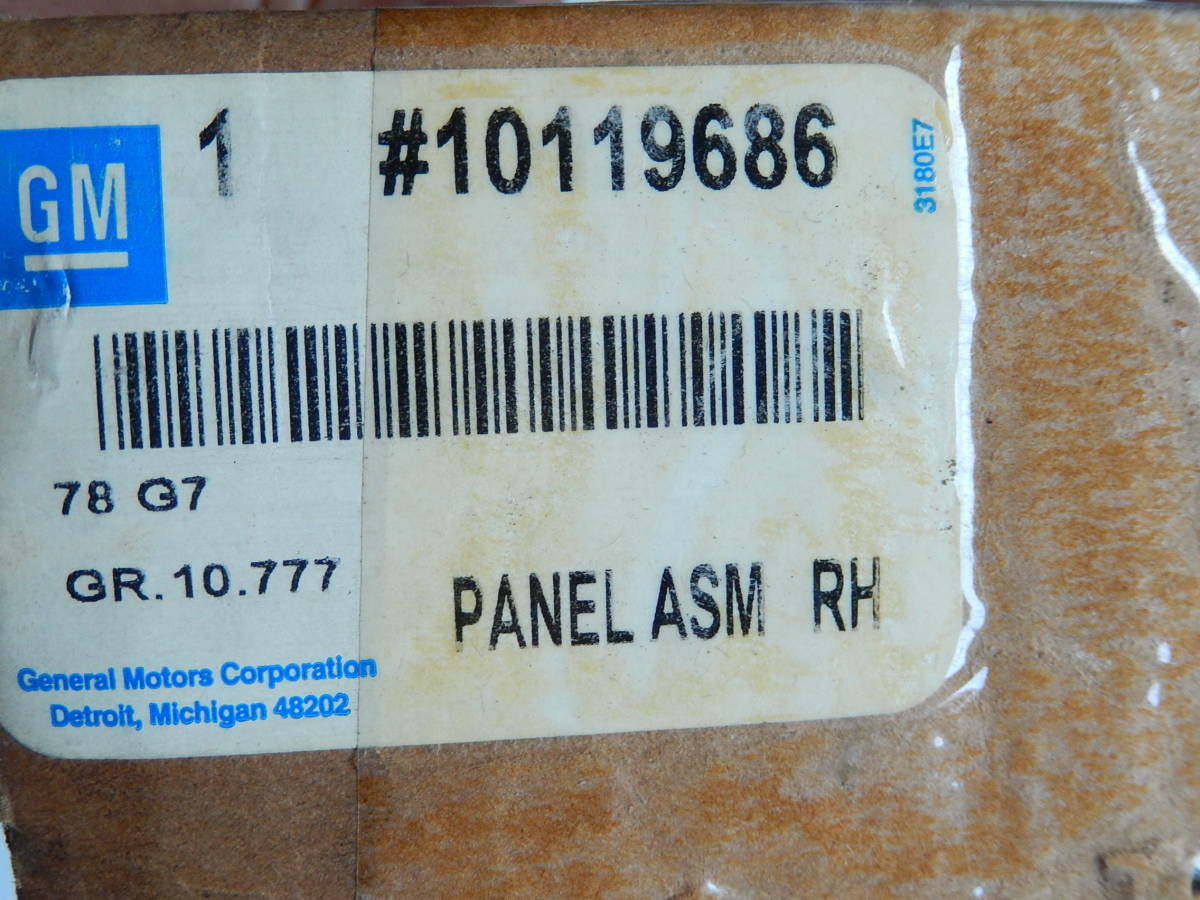 GM
1 #10119686
3180E7
78 G7
GR.10.777
PANEL ASM RH
General Motors Corporation
Detroit, Michigan 48202